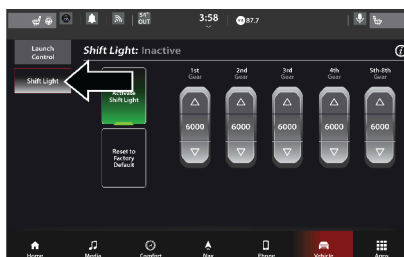 54°
OUT
3:58
87.7
Launch
Control
Shift Light: Inactive
Shift Light
Activate
Shift Light
Reset to
Factory
Default
1st
Gear
2nd
Gear
3rd
Gear
4th
Gear
5th-8th
Gear
6000
6000
6000
6000
6000
Home
Media
Comfort
Nav
Phone
Vehicle
Apps